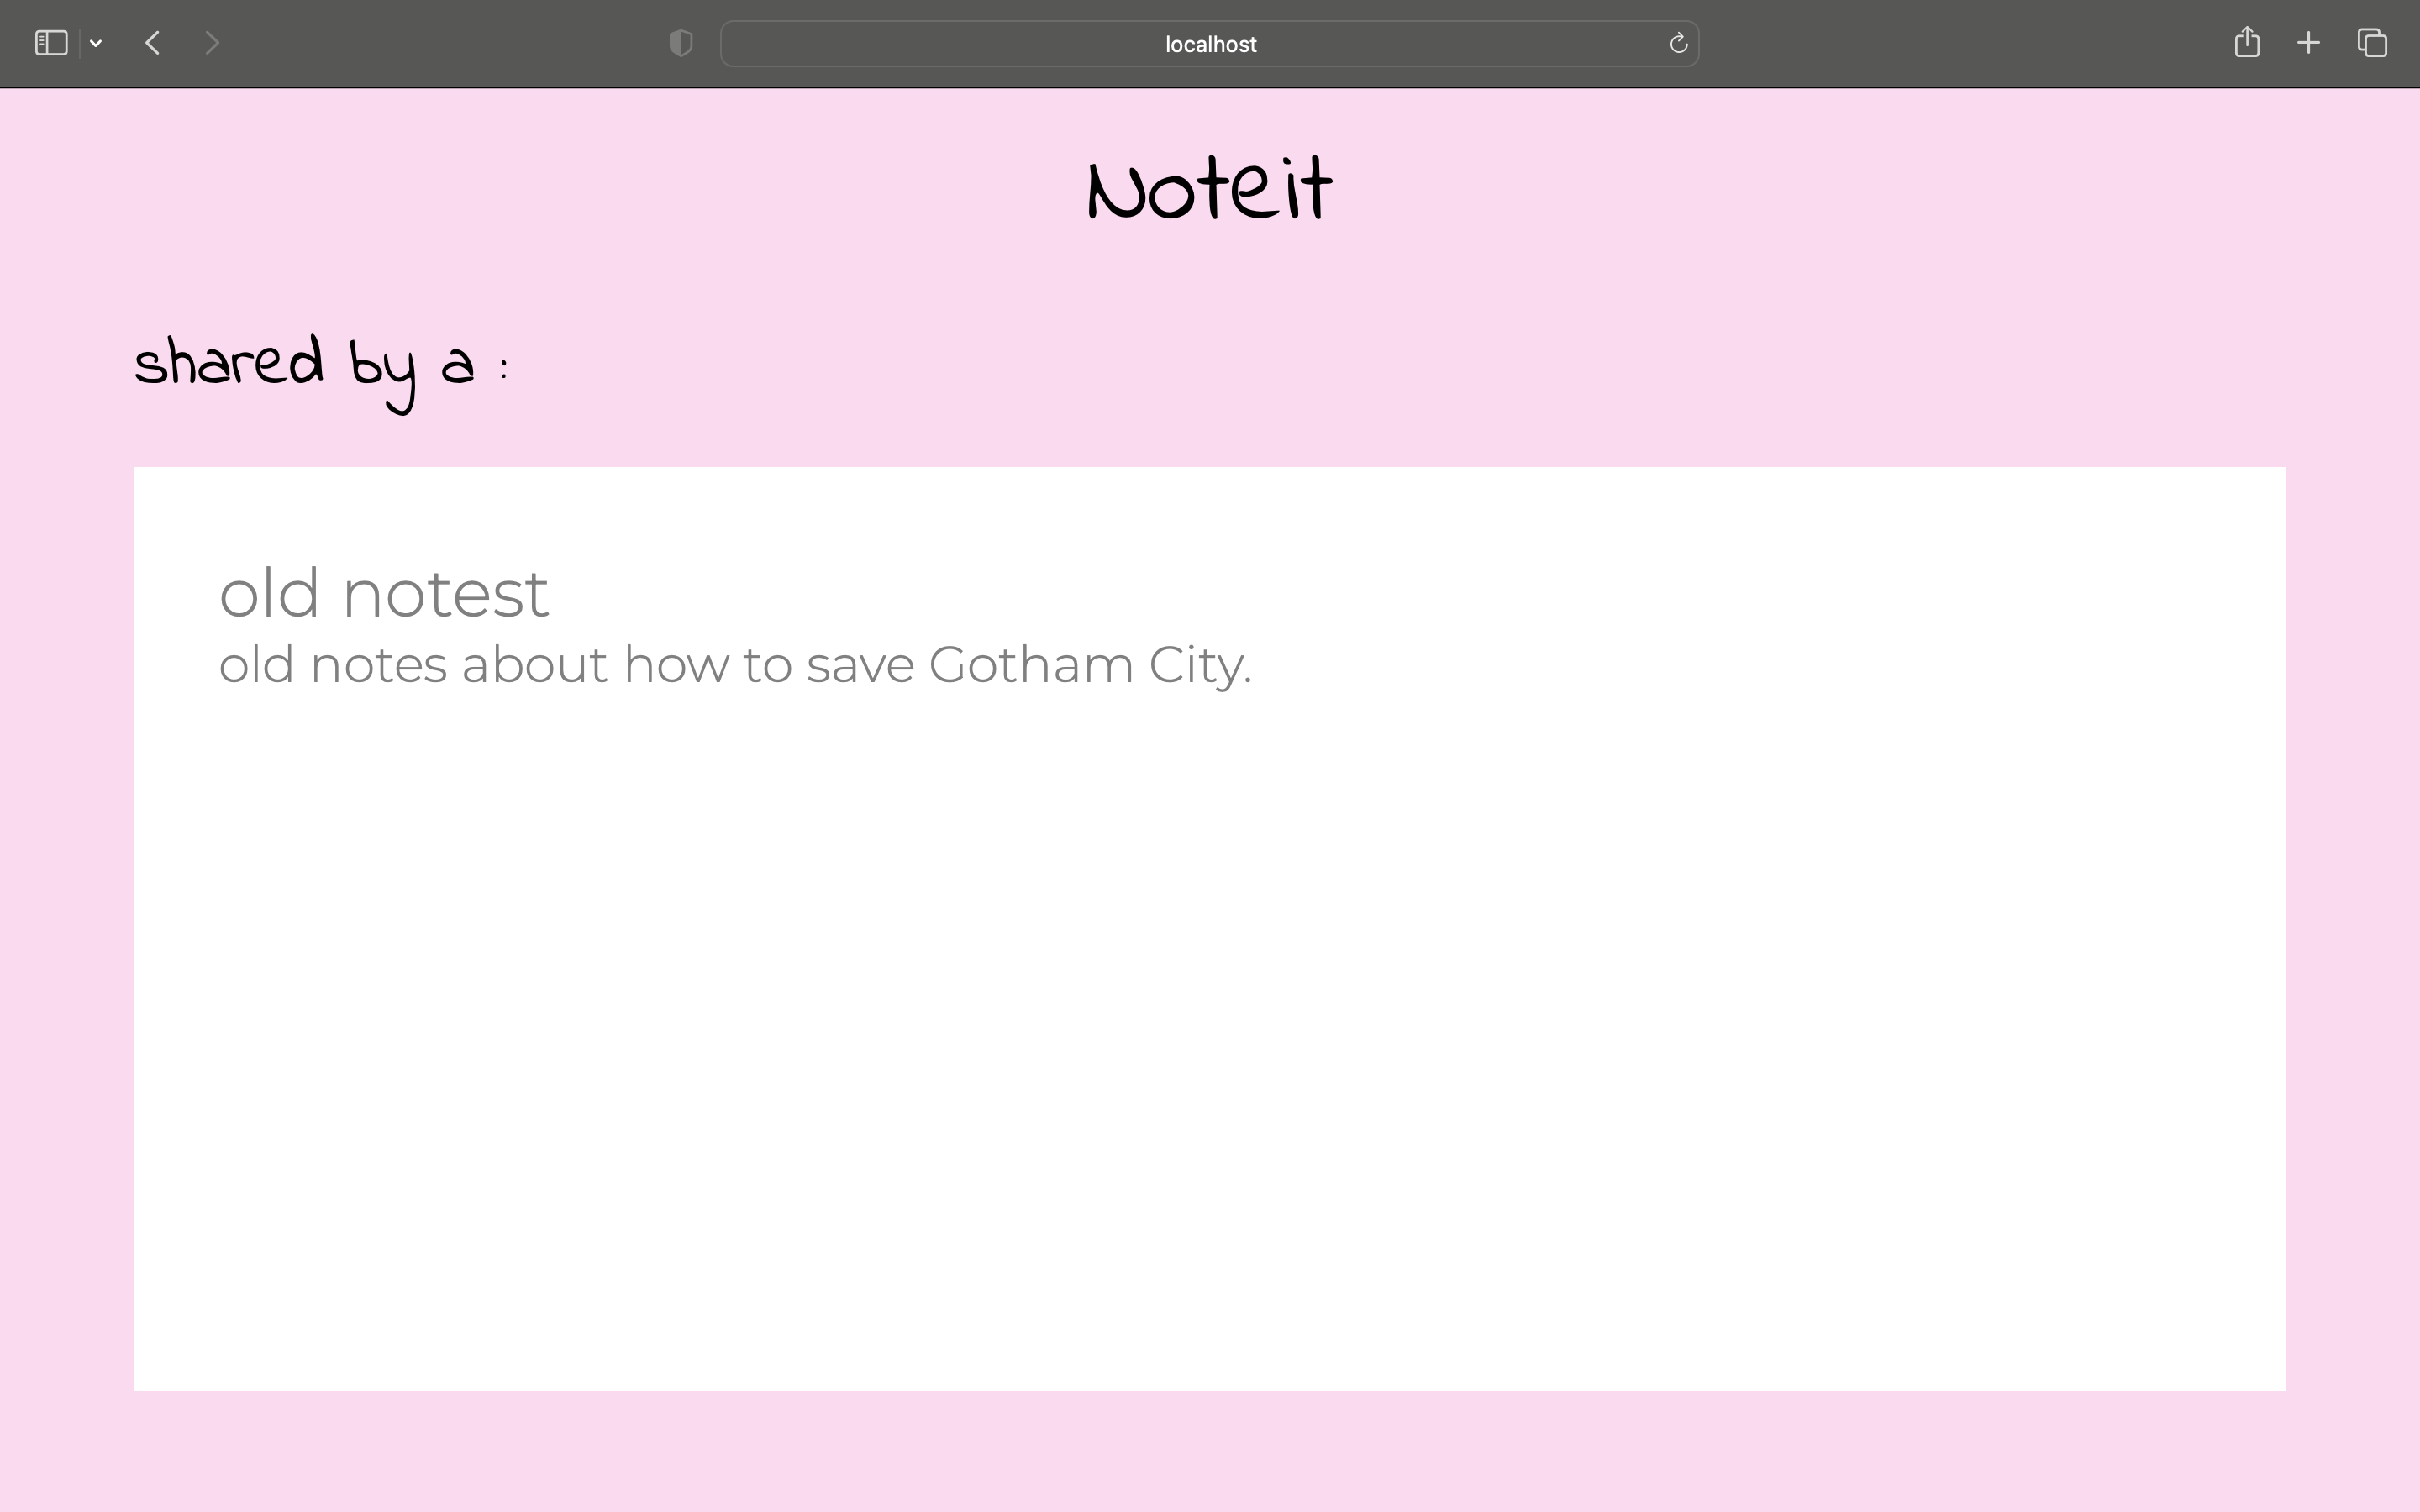 localhost
Noteit
shared by a :
old notest
old notes about how to save Gotham City.